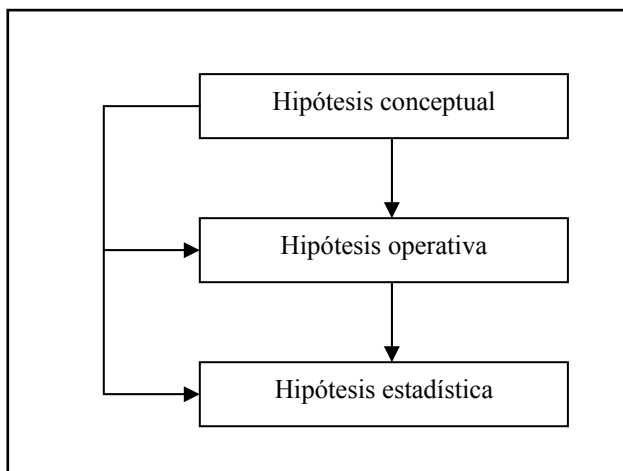 Hipótesis conceptual
Hipótesis operativa
Hipótesis estadística